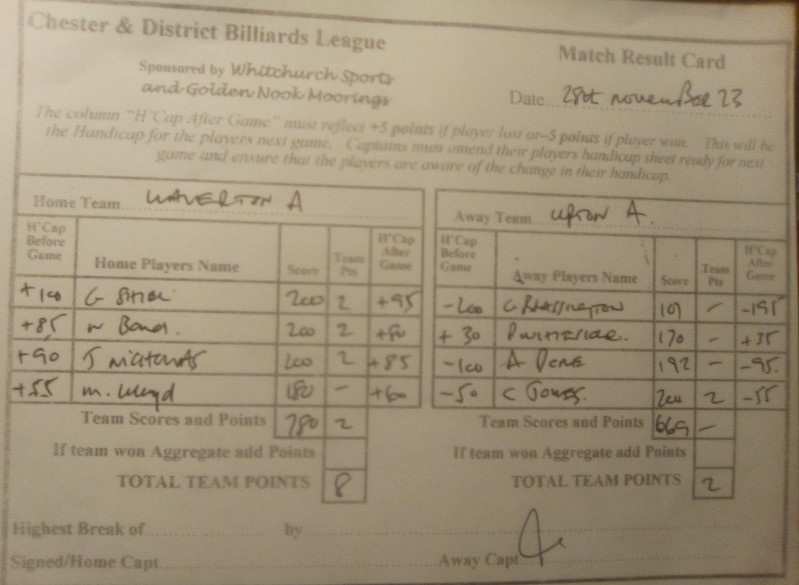 Chester & District Billiards League
Match Result Card
Sponsored by Whitchurch Sports
and Golden Nook Moorings
Date 28th november 23
The column "H'Cap After Game" must reflect +5 points if player lost or –5 points if player won. This will be
the Handicap for the players next game. Captains must amend their players handicap sheet ready for next
game and ensure that the players are aware of the change in their handicap.
Home Team WAVERTON A
Away Team UPTON A.
H'Cap Before Game Home Players Name Score Team Pts H'Cap After Game
H'Cap Before Game Away Players Name Score Team Pts H'Cap After Game
+100 G 200 2 +95
-200 G BRASSINGTON 101 – -195
+85 N Bond. 200 2 +80
+30 P WHITESIDE. 170 – +35
+90 J 200 2 +85
-100 A 192 – -95.
+55 M. Lloyd 180 – +60
-50 C JONES. 200 2 -55
Team Scores and Points 780 2
Team Scores and Points 669 –
If team won Aggregate add Points
If team won Aggregate add Points
TOTAL TEAM POINTS 8
TOTAL TEAM POINTS 2
Highest Break of by
Signed/Home Capt
Away Capt